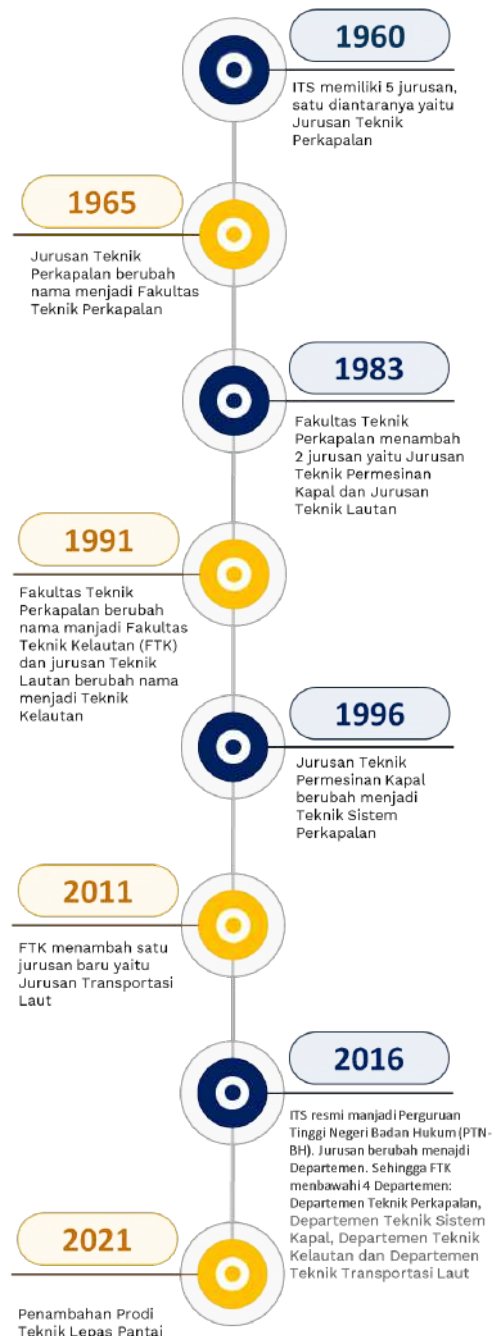 1960
ITS memiliki 5 jurusan,
satu diantaranya yaitu
Jurusan Teknik
Perkapalan
1965
Jurusan Teknik
Perkapalan berubah
nama menjadi Fakultas
Teknik Perkapalan
1983
Fakultas Teknik
Perkapalan menambah
2 jurusan yaitu Jurusan
Teknik Permesinan
Kapal dan Jurusan
Teknik Lautan
1991
Fakultas Teknik
Perkapalan berubah
nama manjadi Fakultas
Teknik Kelautan (FTK)
dan jurusan Teknik
Lautan berubah nama
menjadi Teknik
Kelautan
1996
Jurusan Teknik
Permesinan Kapal
berubah menjadi
Teknik Sistem
Perkapalan
2011
FTK menambah satu
jurusan baru yaitu
Jurusan Transportasi
Laut
2016
ITS resmi manjadi Perguruan
Tinggi Negeri Badan Hukum (PTN-
BH). Jurusan berubah menajdi
Departemen. Sehingga FTK
menbawahi 4 Departemen:
Departemen Teknik Perkapalan,
Departemen Teknik Sistem
Kapal, Departemen Teknik
Kelautan dan Departemen
Teknik Transportasi Laut
2021
Penambahan Prodi
Teknik Lepas Pantai